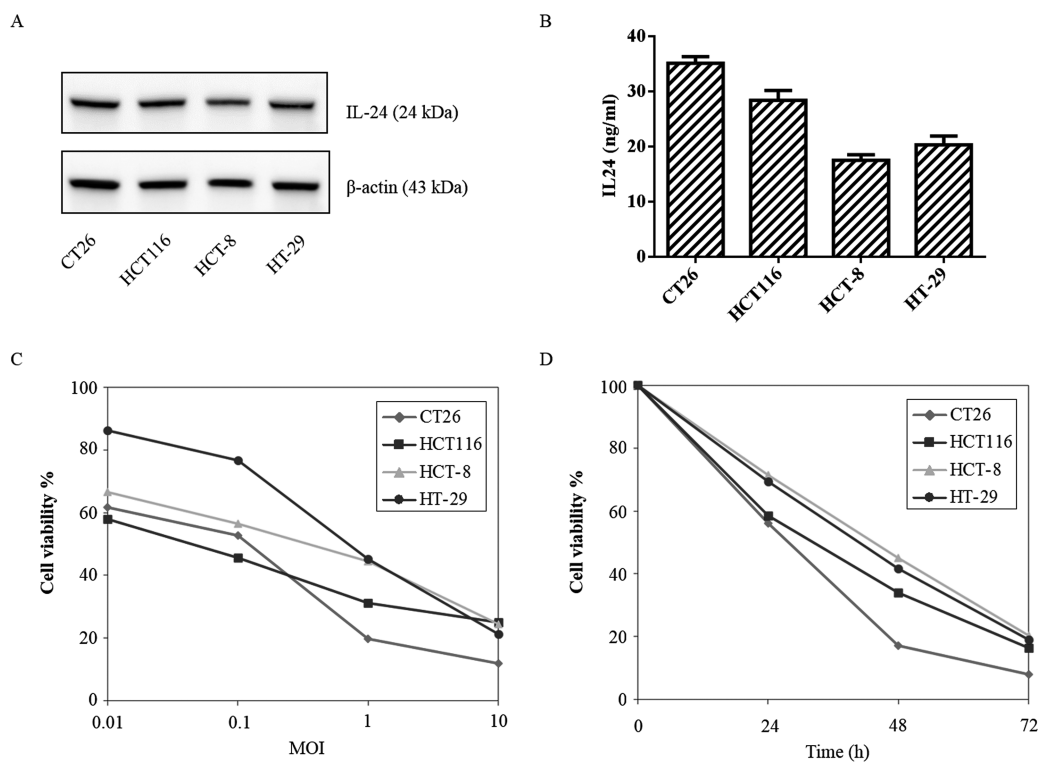 A
IL-24 (24 kDa)
β-actin (43 kDa)
CT26
HCT116
HCT-8
HT-29
B
IL24 (ng/ml)
40
30
20
10
0
CT26
HCT116
HCT-8
HT-29
C
Cell viability %
100
80
60
40
20
0
CT26
HCT116
HCT-8
HT-29
0.01
0.1
1
10
MOI
D
Cell viability %
100
80
60
40
20
0
CT26
HCT116
HCT-8
HT-29
0
24
48
72
Time (h)